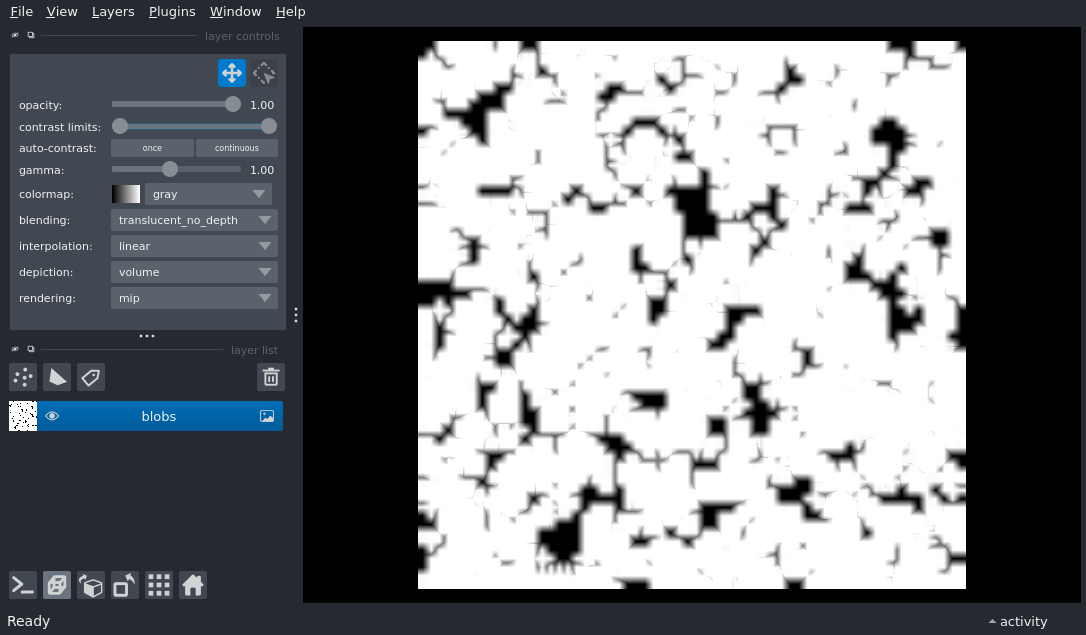 File View Layers Plugins Window Help
layer controls
opacity: 1.00
contrast limits:
auto-contrast: once continuous
gamma: 1.00
colormap: gray
blending: translucent_no_depth
interpolation: linear
depiction: volume
rendering: mip
layer list
blobs
Ready activity